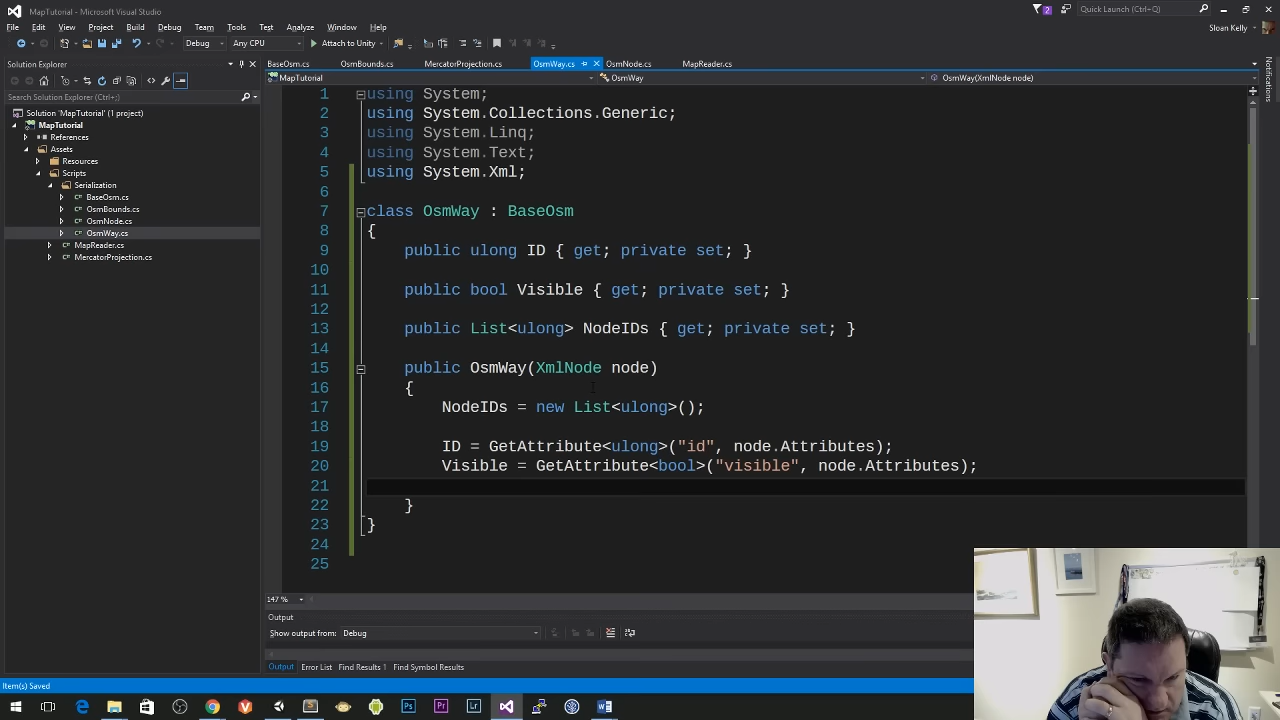 MapTutorial - Microsoft Visual Studio
2
Quick Launch (Ctrl+Q)
File Edit View Project Build Debug Team Tools Test Analyze Window Help
Sloan Kelly
Debug Any CPU Attach to Unity
Solution Explorer
Search Solution Explorer (Ctrl+;)
Solution 'MapTutorial' (1 project)
MapTutorial
References
Assets
Resources
Scripts
Serialization
BaseOsm.cs
OsmBounds.cs
OsmNode.cs
OsmWay.cs
MapReader.cs
MercatorProjection.cs
BaseOsm.cs OsmBounds.cs MercatorProjection.cs OsmWay.cs OsmNode.cs MapReader.cs
MapTutorial OsmWay OsmWay(XmlNode node)
Notifications
1 using System;
2 using System.Collections.Generic;
3 using System.Linq;
4 using System.Text;
5 using System.Xml;
6
7 class OsmWay : BaseOsm
8 {
9 public ulong ID { get; private set; }
10
11 public bool Visible { get; private set; }
12
13 public List<ulong> NodeIDs { get; private set; }
14
15 public OsmWay(XmlNode node)
16 {
17 NodeIDs = new List<ulong>();
18
19 ID = GetAttribute<ulong>("id", node.Attributes);
20 Visible = GetAttribute<bool>("visible", node.Attributes);
21
22 }
23 }
24
25
147 %
Output
Show output from: Debug
Output Error List Find Results 1 Find Symbol Results
Item(s) Saved
Ps Pr Lr